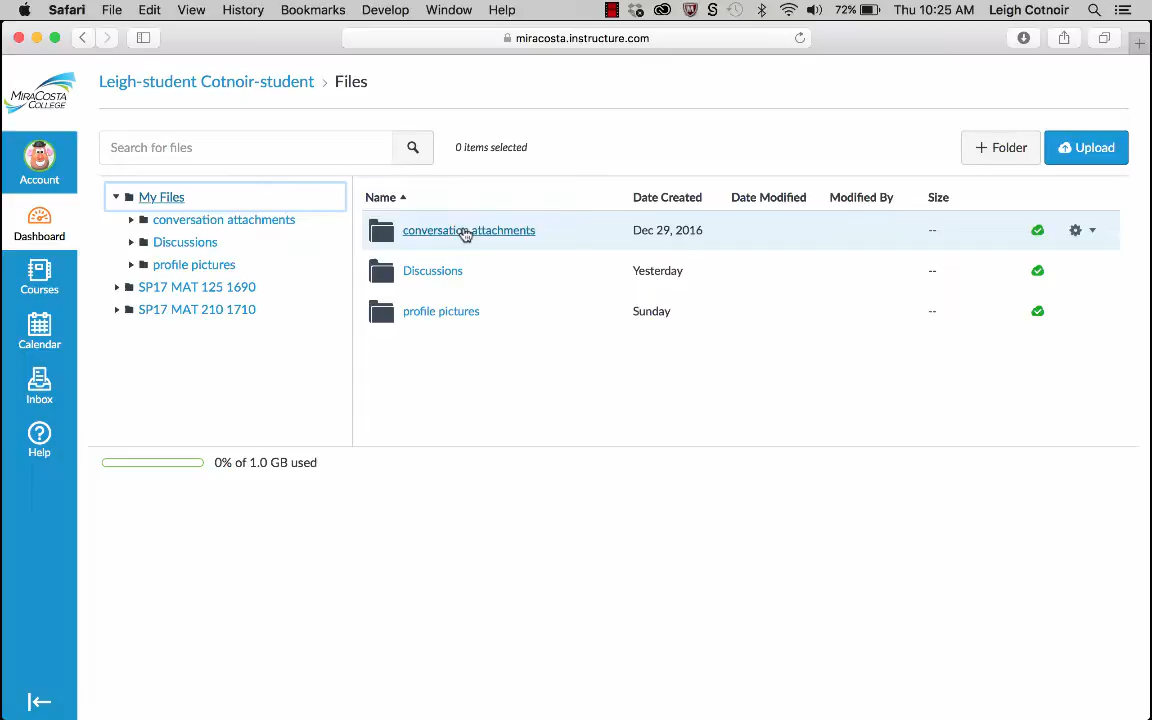 Safari File Edit View History Bookmarks Develop Window Help 72% Thu 10:25 AM Leigh Cotnoir
miracosta.instructure.com
MIRACOSTA COLLEGE
Leigh-student Cotnoir-student > Files
Search for files 0 items selected + Folder Upload
Account
Dashboard
Courses
Calendar
Inbox
Help
My Files
conversation attachments
Discussions
profile pictures
SP17 MAT 125 1690
SP17 MAT 210 1710
Name Date Created Date Modified Modified By Size
conversation attachments Dec 29, 2016 --
Discussions Yesterday --
profile pictures Sunday --
0% of 1.0 GB used